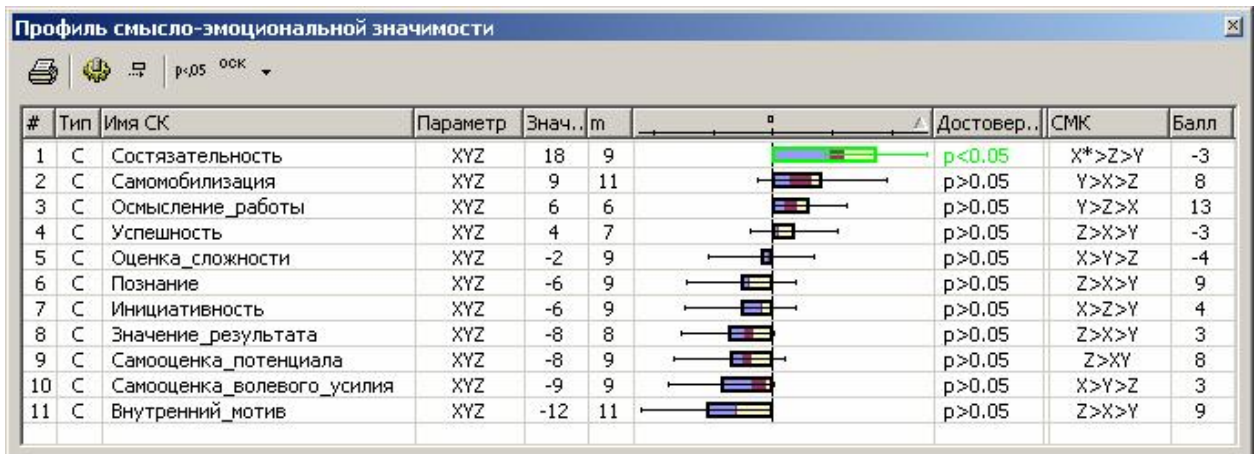 Профиль смысло-эмоциональной значимости
p<,05 ОСК
# Тип Имя СК Параметр Знач.. m Достовер.. СМК Балл
1 С Состязательность XYZ 18 9 p<0.05 X*>Z>Y -3
2 С Самомобилизация XYZ 9 11 p>0.05 Y>X>Z 8
3 С Осмысление_работы XYZ 6 6 p>0.05 Y>Z>X 13
4 С Успешность XYZ 4 7 p>0.05 Z>X>Y -3
5 С Оценка_сложности XYZ -2 9 p>0.05 X>Y>Z -4
6 С Познание XYZ -6 9 p>0.05 Z>X>Y 9
7 С Инициативность XYZ -6 9 p>0.05 X>Z>Y 4
8 С Значение_результата XYZ -8 8 p>0.05 Z>X>Y 3
9 С Самооценка_потенциала XYZ -8 9 p>0.05 Z>XY 8
10 С Самооценка_волевого_усилия XYZ -9 9 p>0.05 X>Y>Z 3
11 С Внутренний_мотив XYZ -12 11 p>0.05 Z>X>Y 9